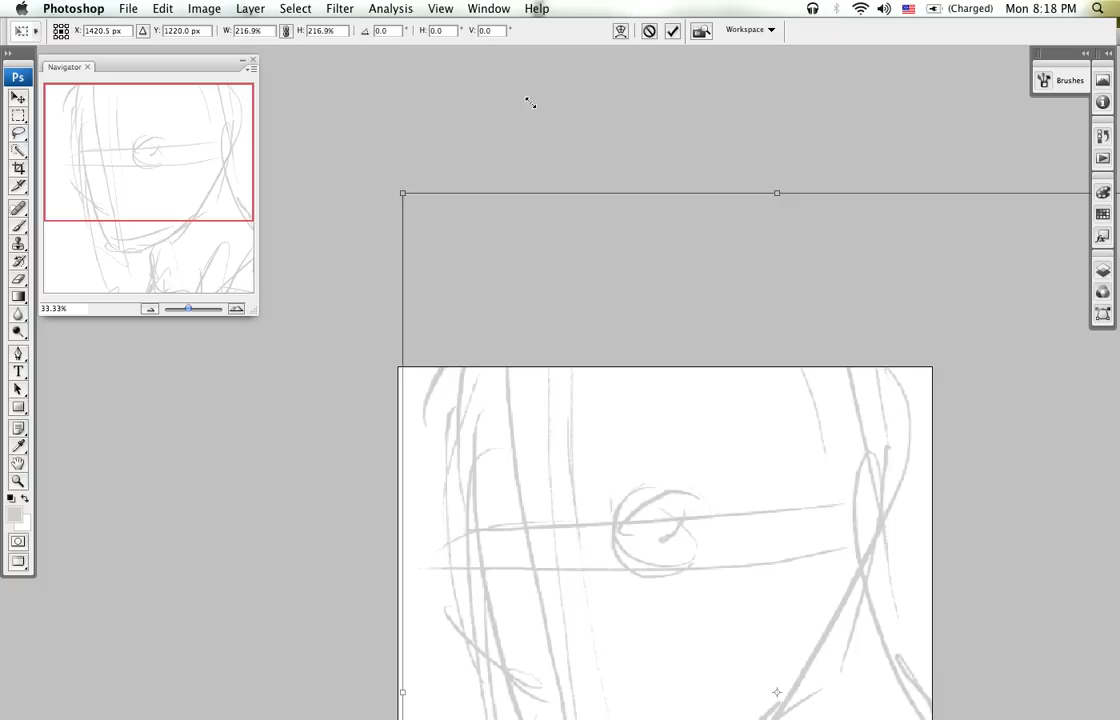 Photoshop File Edit Image Layer Select Filter Analysis View Window Help (Charged) Mon 8:18 PM
X: 1420.5 px Y: 1220.0 px W: 216.9% H: 216.9% 0.0 ° H: 0.0 ° V: 0.0 ° Workspace
Navigator
Ps
Brushes
T
33.33%